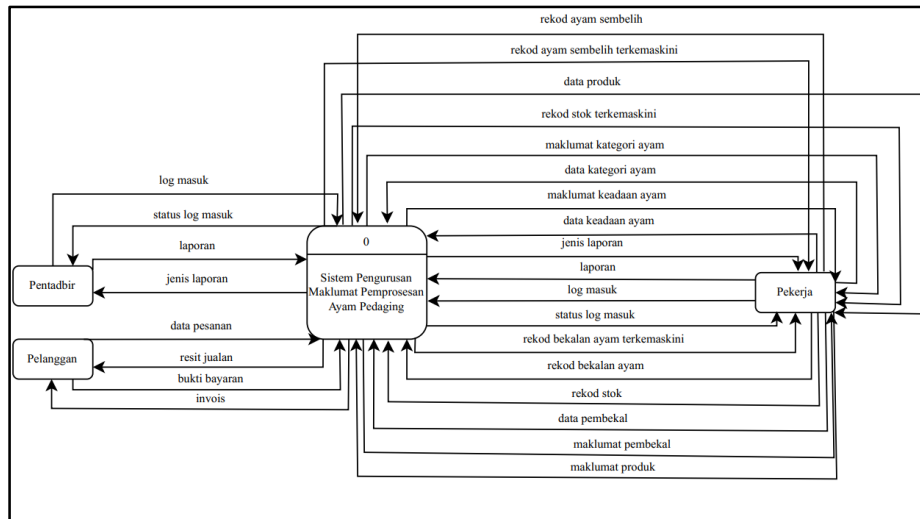 rekod ayam sembelih
rekod ayam sembelih terkemaskini
data produk
rekod stok terkemaskini
maklumat kategori ayam
data kategori ayam
maklumat keadaan ayam
data keadaan ayam
jenis laporan
laporan
log masuk
status log masuk
rekod bekalan ayam terkemaskini
rekod bekalan ayam
rekod stok
data pembekal
maklumat pembekal
maklumat produk
log masuk
status log masuk
laporan
jenis laporan
Pentadbir
data pesanan
resit jualan
bukti bayaran
invois
Pelanggan
0
Sistem Pengurusan
Maklumat Pemprosesan
Ayam Pedaging
Pekerja